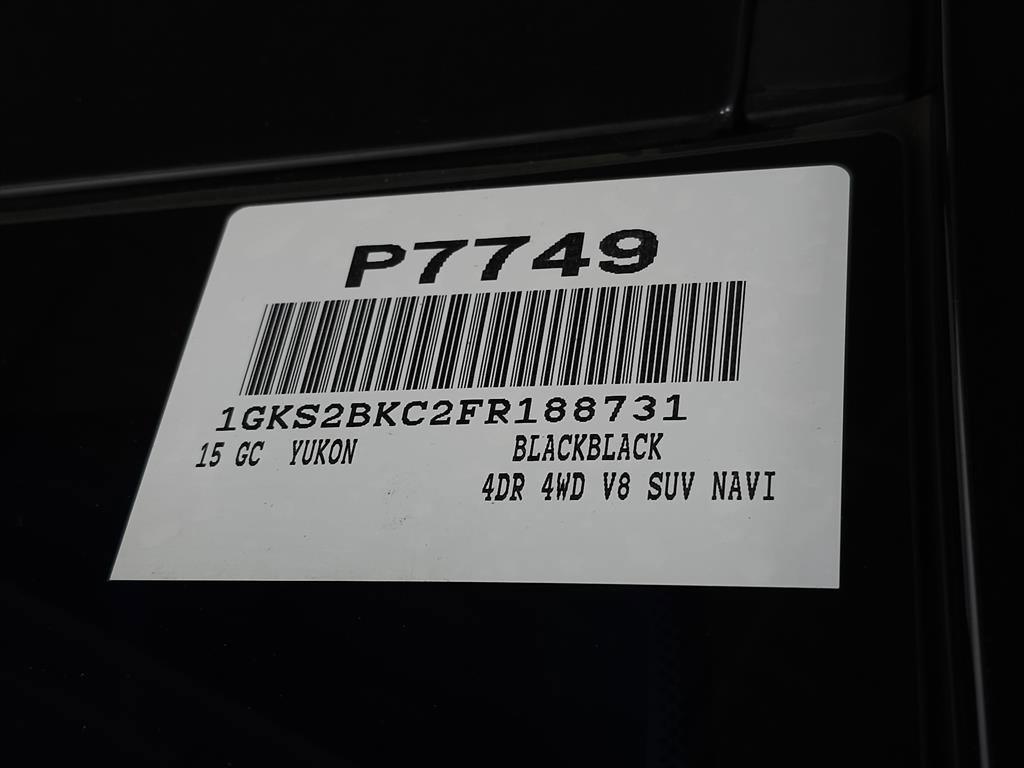 P7749
1GKS2BKC2FR188731
15 GC YUKON BLACKBLACK
4DR 4WD V8 SUV NAVI